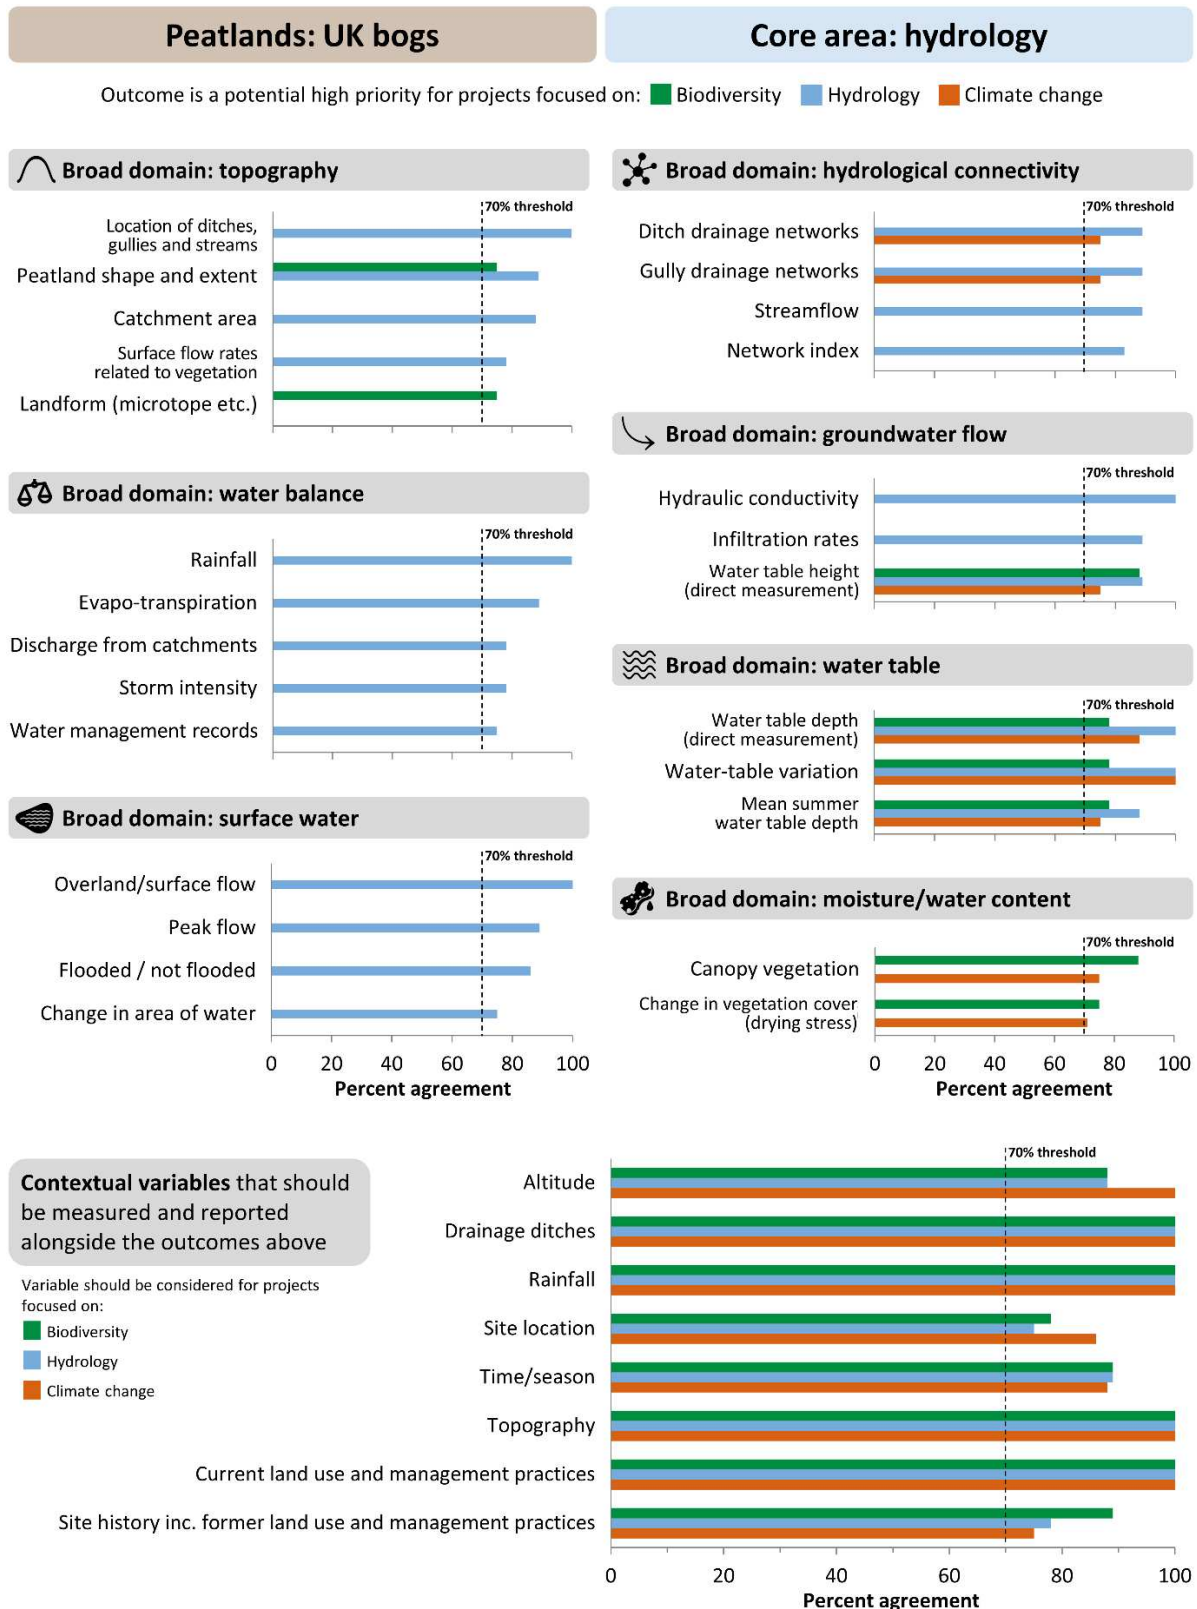 Peatlands: UK bogs
Core area: hydrology
Outcome is a potential high priority for projects focused on: Biodiversity Hydrology Climate change
Broad domain: topography
70% threshold
Location of ditches,
gullies and streams
Peatland shape and extent
Catchment area
Surface flow rates
related to vegetation
Landform (microtope etc.)
Broad domain: water balance
70% threshold
Rainfall
Evapo-transpiration
Discharge from catchments
Storm intensity
Water management records
Broad domain: surface water
70% threshold
Overland/surface flow
Peak flow
Flooded / not flooded
Change in area of water
0 20 40 60 80 100
Percent agreement
Broad domain: hydrological connectivity
70% threshold
Ditch drainage networks
Gully drainage networks
Streamflow
Network index
Broad domain: groundwater flow
70% threshold
Hydraulic conductivity
Infiltration rates
Water table height
(direct measurement)
Broad domain: water table
70% threshold
Water table depth
(direct measurement)
Water-table variation
Mean summer
water table depth
Broad domain: moisture/water content
70% threshold
Canopy vegetation
Change in vegetation cover
(drying stress)
0 20 40 60 80 100
Percent agreement
Contextual variables that should
be measured and reported
alongside the outcomes above
Variable should be considered for projects
focused on:
Biodiversity
Hydrology
Climate change
70% threshold
Altitude
Drainage ditches
Rainfall
Site location
Time/season
Topography
Current land use and management practices
Site history inc. former land use and management practices
0 20 40 60 80 100
Percent agreement